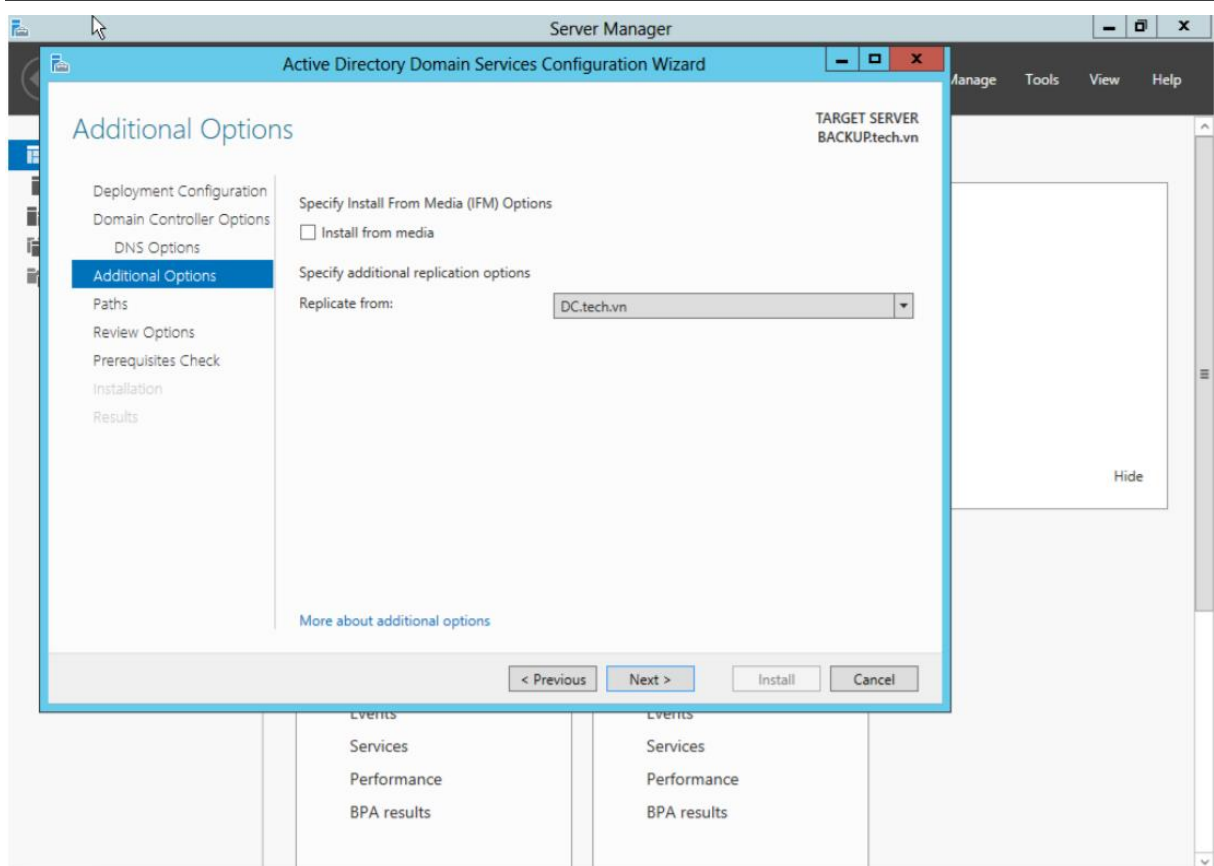 Server Manager
Active Directory Domain Services Configuration Wizard
Manage Tools View Help
Additional Options
TARGET SERVER
BACKUP.tech.vn
Deployment Configuration
Domain Controller Options
DNS Options
Additional Options
Paths
Review Options
Prerequisites Check
Installation
Results
Specify Install From Media (IFM) Options
Install from media
Specify additional replication options
Replicate from: DC.tech.vn
More about additional options
Hide
< Previous Next > Install Cancel
Events Events
Services Services
Performance Performance
BPA results BPA results